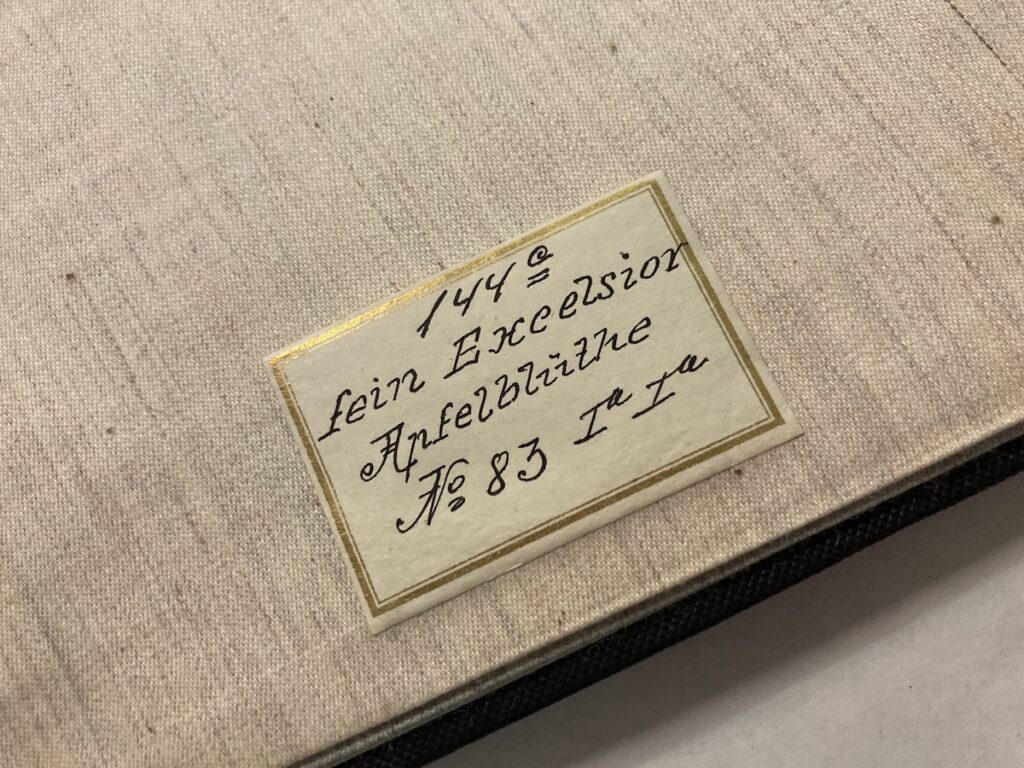 144 e
fein Excelsior
Apfelblüthe
No 83 Ia Ia